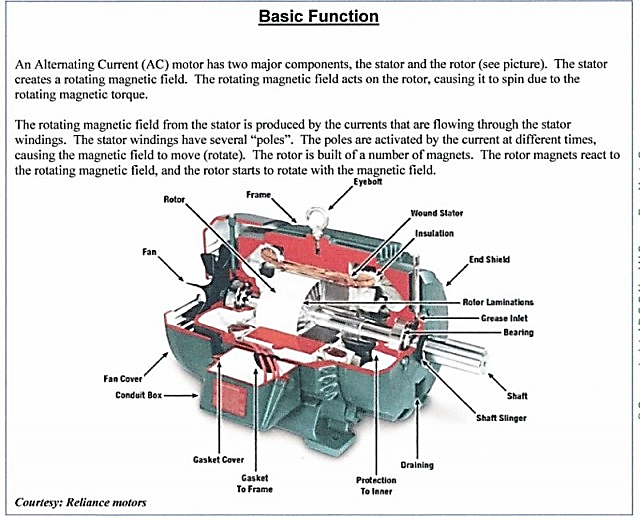 Basic Function
An Alternating Current (AC) motor has two major components, the stator and the rotor (see picture). The stator
creates a rotating magnetic field. The rotating magnetic field acts on the rotor, causing it to spin due to the
rotating magnetic torque.
The rotating magnetic field from the stator is produced by the currents that are flowing through the stator
windings. The stator windings have several “poles”. The poles are activated by the current at different times,
causing the magnetic field to move (rotate). The rotor is built of a number of magnets. The rotor magnets react to
the rotating magnetic field, and the rotor starts to rotate with the magnetic field.
Eyebolt
Frame
Rotor
Wound Stator
Insulation
Fan
End Shield
Rotor Laminations
Grease Inlet
Bearing
Fan Cover
Conduit Box
Shaft
Shaft Slinger
Gasket Cover
Draining
Gasket
To Frame
Protection
To Inner
Courtesy: Reliance motors